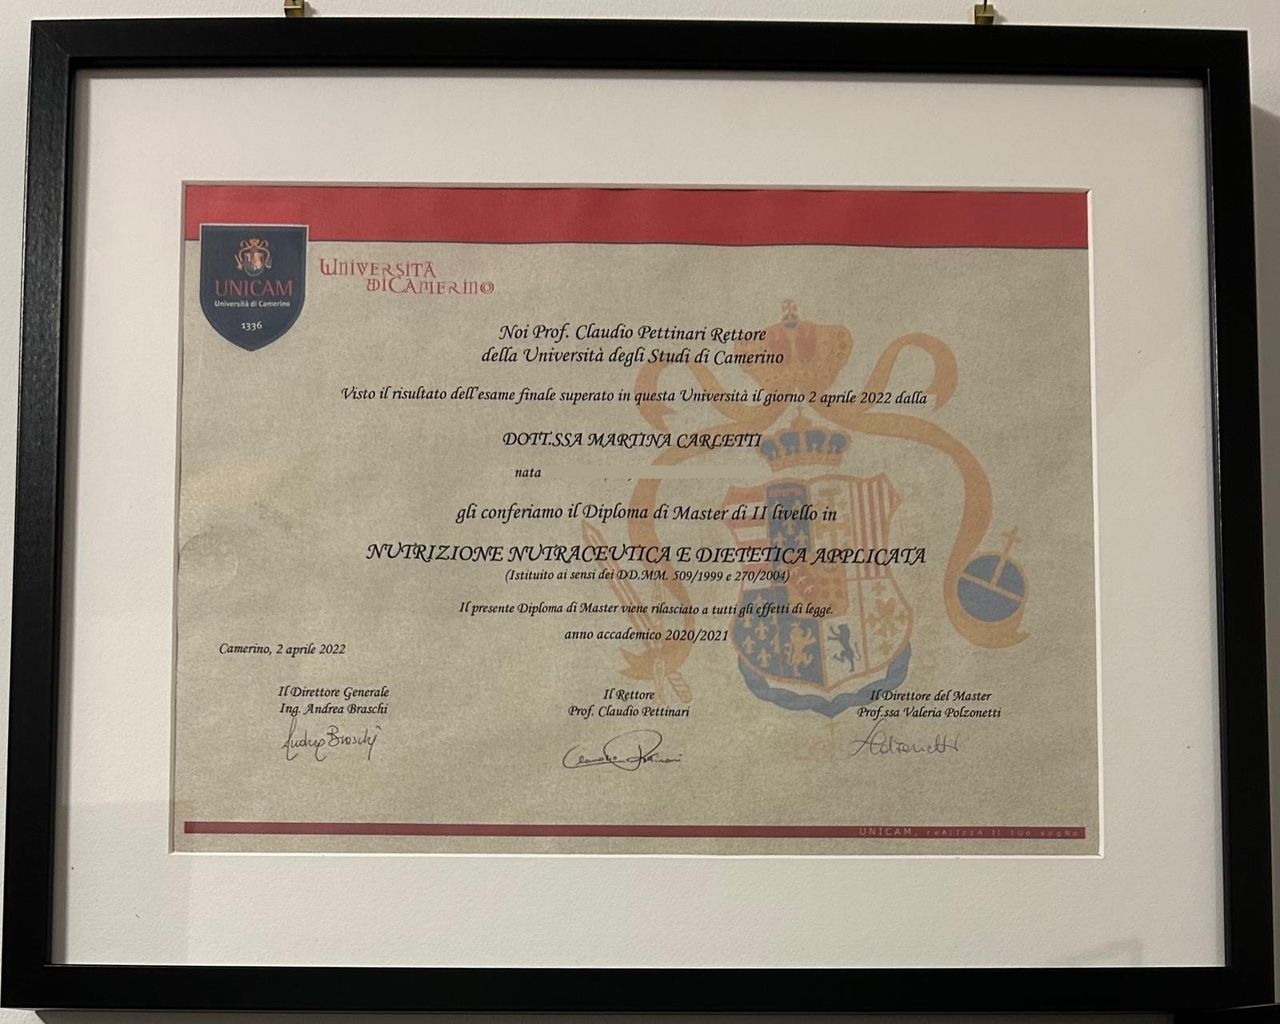 UNICAM
Università di Camerino
1336
Università
di Camerino
Noi Prof. Claudio Pettinari Rettore
della Università degli Studi di Camerino
Visto il risultato dell'esame finale superato in questa Università il giorno 2 aprile 2022 dalla
DOTT.SSA MARTINA CARLETTI
nata
gli conferiamo il Diploma di Master di II livello in
NUTRIZIONE NUTRACEUTICA E DIETETICA APPLICATA
(Istituito ai sensi dei DD.MM. 509/1999 e 270/2004)
Il presente Diploma di Master viene rilasciato a tutti gli effetti di legge.
anno accademico 2020/2021
Camerino, 2 aprile 2022
Il Direttore Generale
Ing. Andrea Braschi
Andrea Braschi
Il Rettore
Prof. Claudio Pettinari
Claudio Pettinari
Il Direttore del Master
Prof.ssa Valeria Polzonetti
UNICAM, reAlizzA Il tUo sogNo